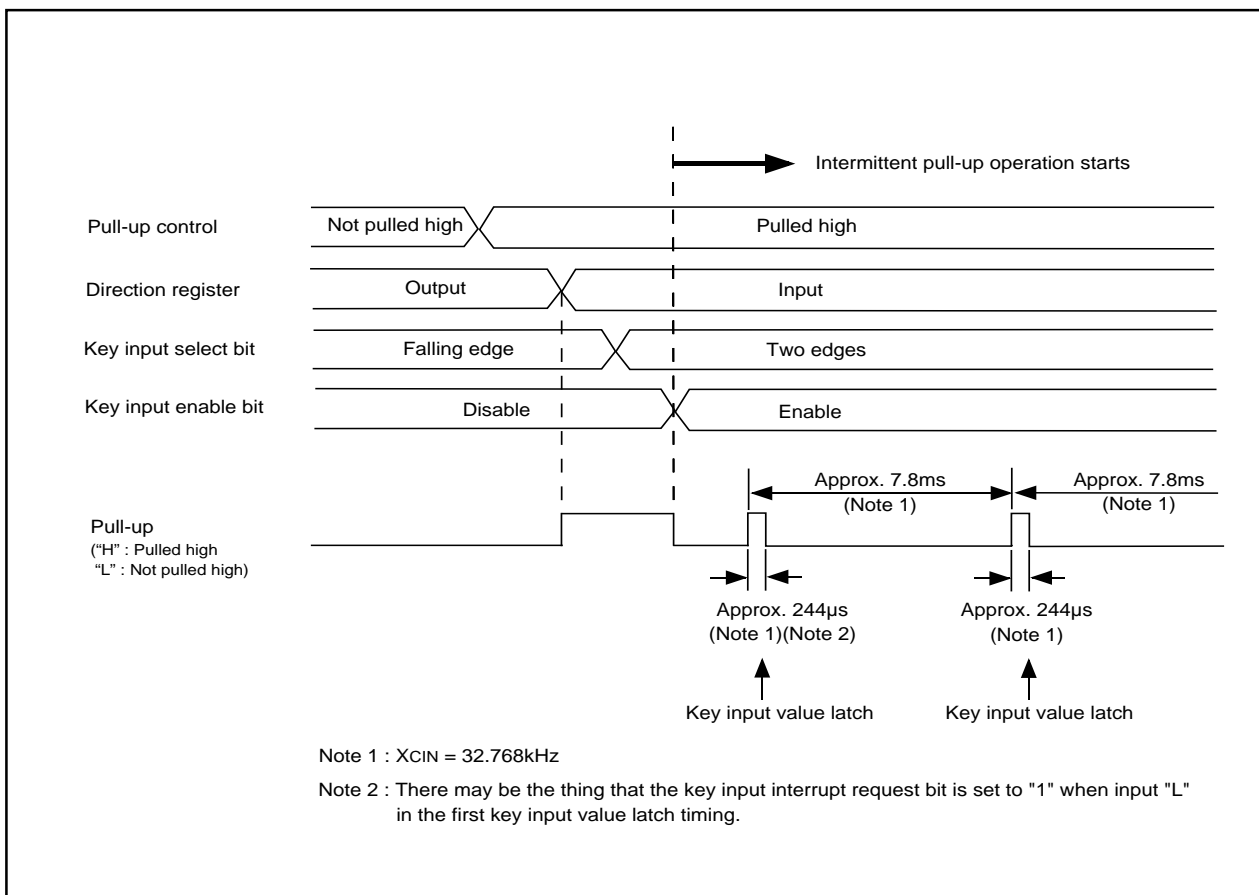 Intermittent pull-up operation starts
Pull-up control
Not pulled high
Pulled high
Direction register
Output
Input
Key input select bit
Falling edge
Two edges
Key input enable bit
Disable
Enable
Approx. 7.8ms
(Note 1)
Approx. 7.8ms
(Note 1)
Pull-up
(“H” : Pulled high
“L” : Not pulled high)
Approx. 244µs
(Note 1)(Note 2)
Approx. 244µs
(Note 1)
Key input value latch
Key input value latch
Note 1 : XCIN = 32.768kHz
Note 2 : There may be the thing that the key input interrupt request bit is set to "1" when input "L"
in the first key input value latch timing.